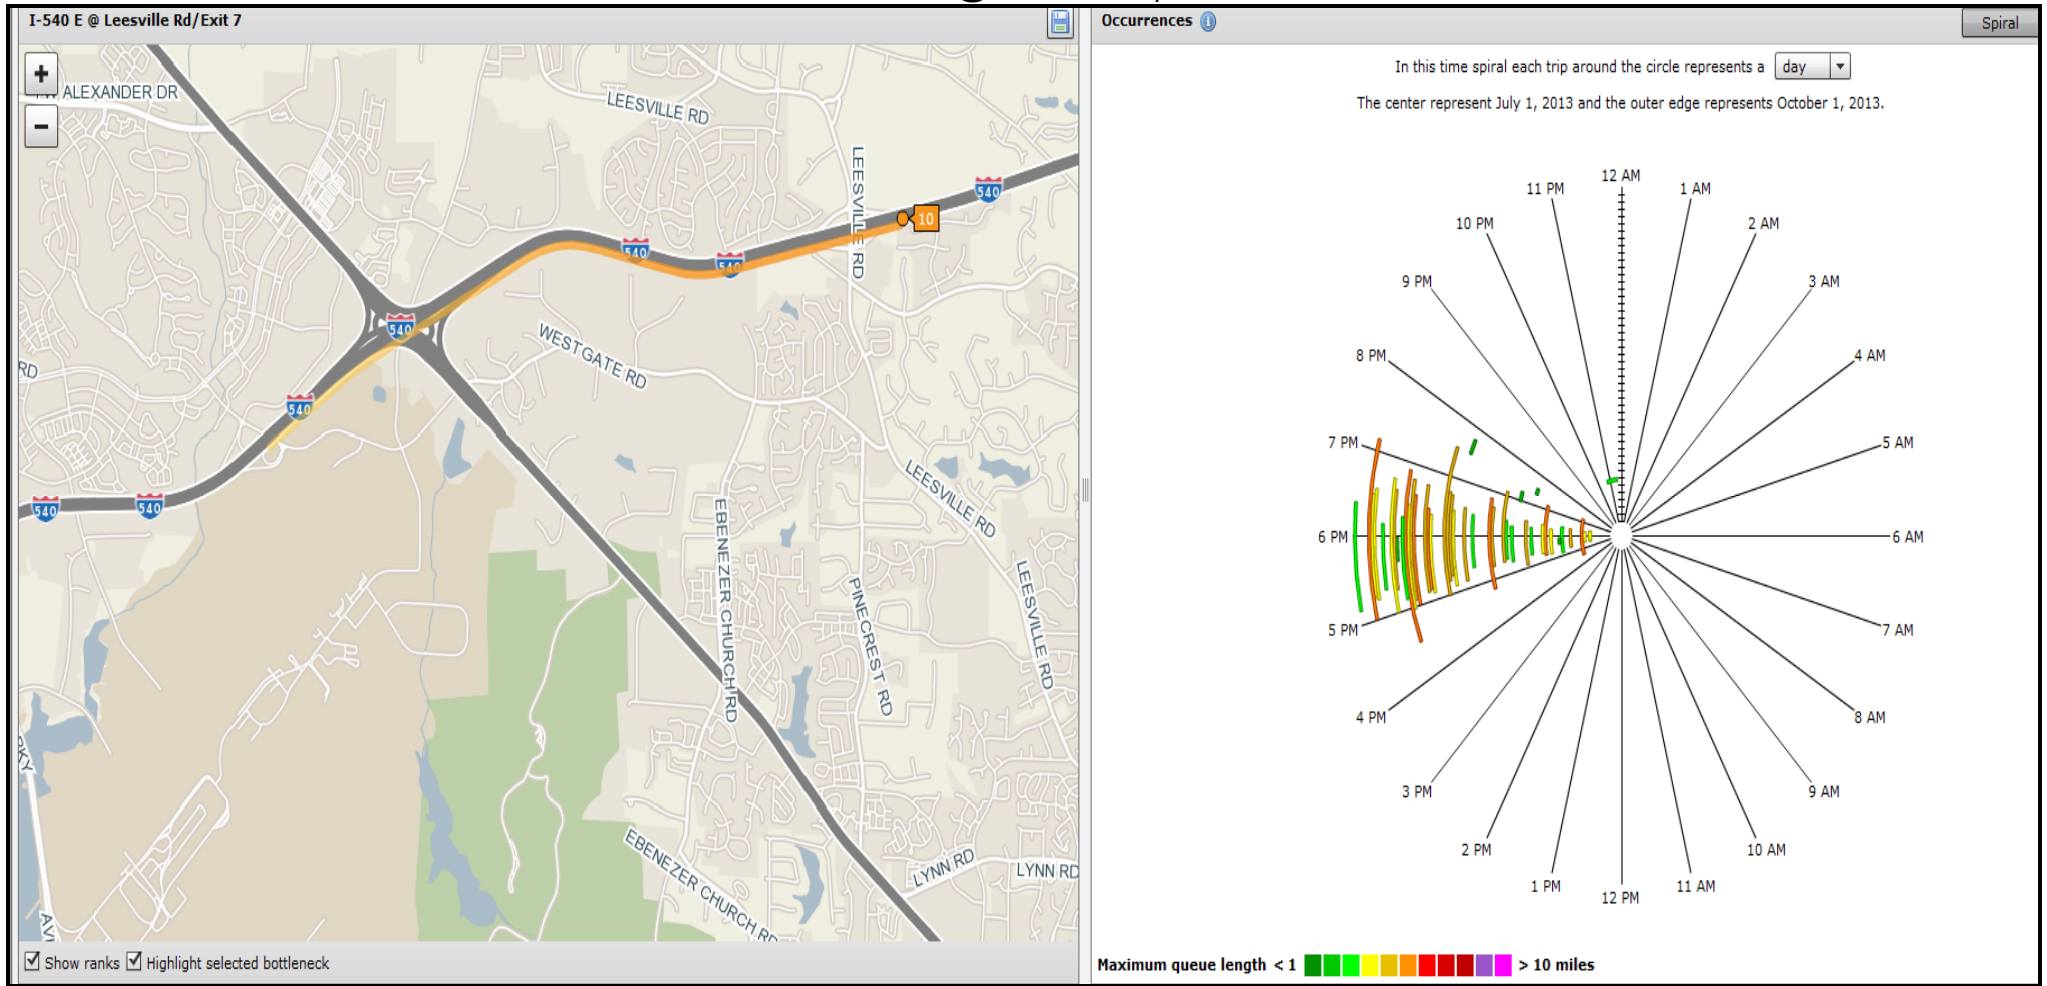 I-540 E @ Leesville Rd/Exit 7
+
ALEXANDER DR
−
LEESVILLE RD
LEESVILLE RD
540
10
540
540
540
WESTGATE RD
RD
540
540
540
LEESVILLE RD
EBENEZER CHURCH RD
PINECREST RD
LEESVILLE RD
EBENEZER CHURCH RD
LYNN RD
LYNN RD
Show ranks Highlight selected bottleneck
Occurrences i
Spiral
In this time spiral each trip around the circle represents a day
The center represent July 1, 2013 and the outer edge represents October 1, 2013.
12 AM
1 AM
2 AM
3 AM
4 AM
5 AM
6 AM
7 AM
8 AM
9 AM
10 AM
11 AM
12 PM
1 PM
2 PM
3 PM
4 PM
5 PM
6 PM
7 PM
8 PM
9 PM
10 PM
11 PM
Maximum queue length < 1 > 10 miles